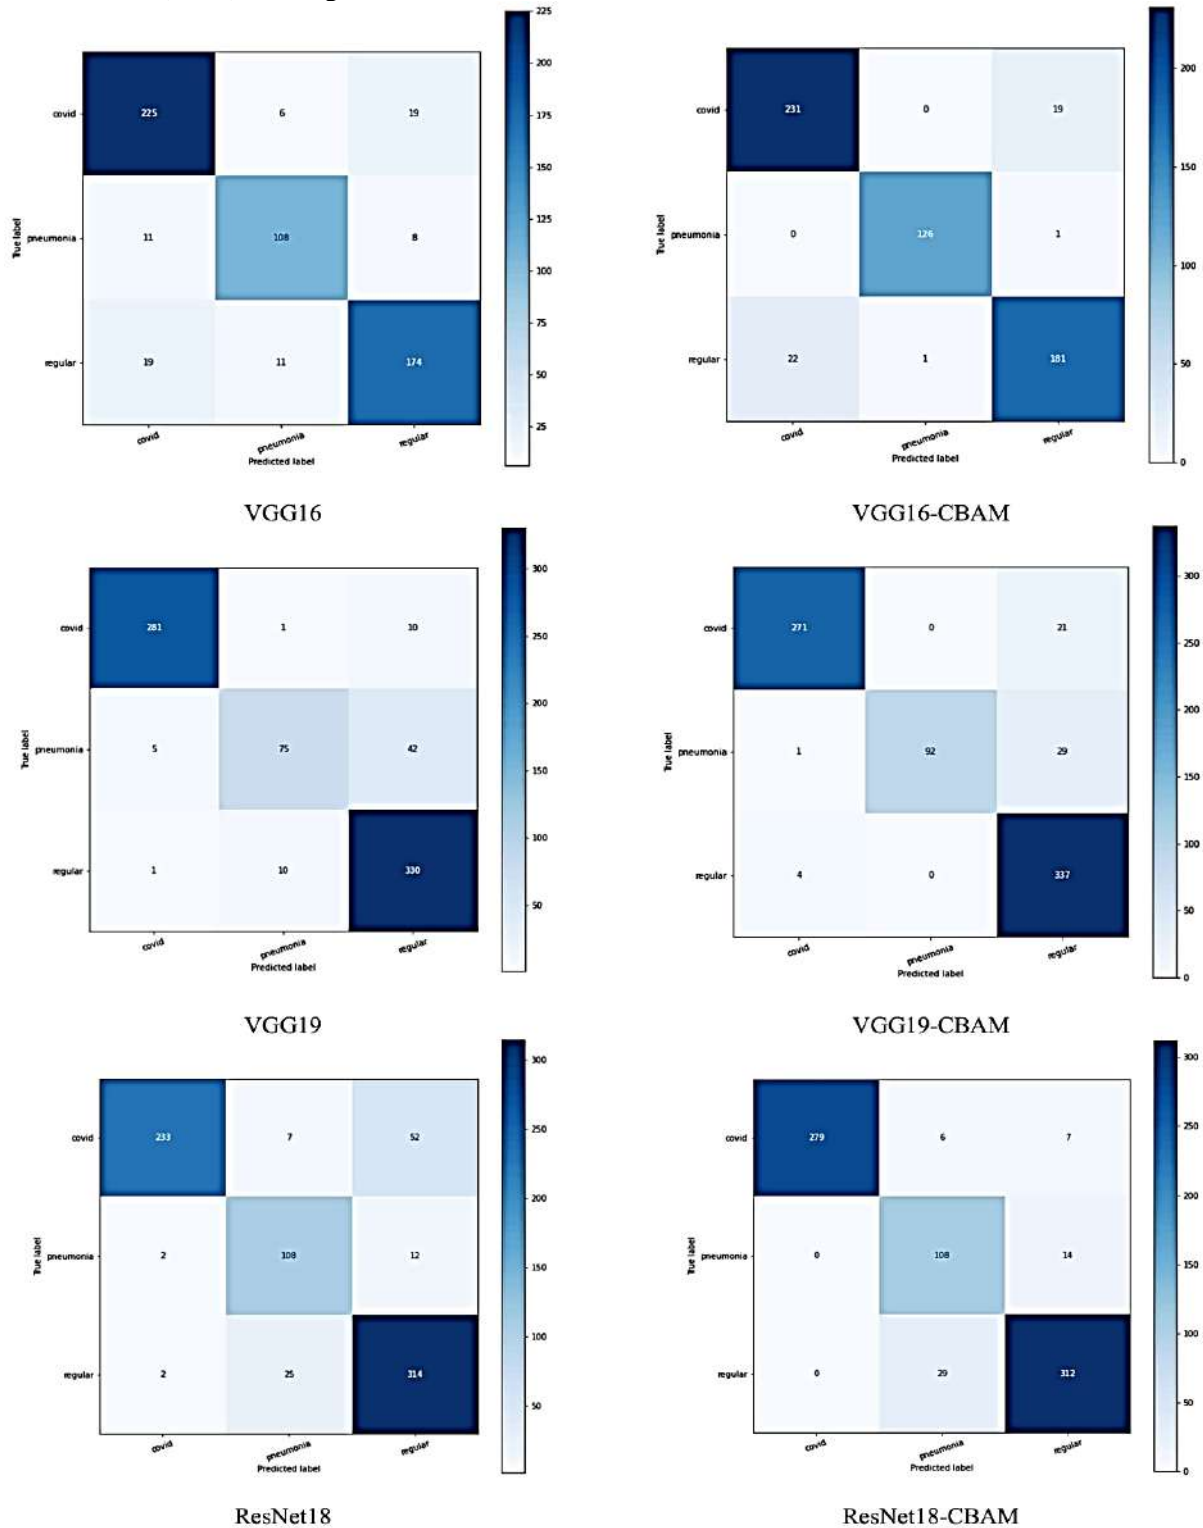 225
200
175
150
125
100
75
50
25
covid
225
6
19
True label
pneumonia
11
108
8
regular
19
11
174
covid
pneumonia
regular
Predicted label
VGG16
200
150
100
50
0
covid
231
0
19
True label
pneumonia
0
126
1
regular
22
1
181
covid
pneumonia
regular
Predicted label
VGG16-CBAM
300
250
200
150
100
50
covid
281
1
10
True label
pneumonia
5
75
42
regular
1
10
330
covid
pneumonia
regular
Predicted label
VGG19
300
250
200
150
100
50
0
covid
271
0
21
True label
pneumonia
1
92
29
regular
4
0
337
covid
pneumonia
regular
Predicted label
VGG19-CBAM
300
250
200
150
100
50
covid
233
7
52
True label
pneumonia
2
108
12
regular
2
25
314
covid
pneumonia
regular
Predicted label
ResNet18
300
250
200
150
100
50
0
covid
279
6
7
True label
pneumonia
0
108
14
regular
0
29
312
covid
pneumonia
regular
Predicted label
ResNet18-CBAM